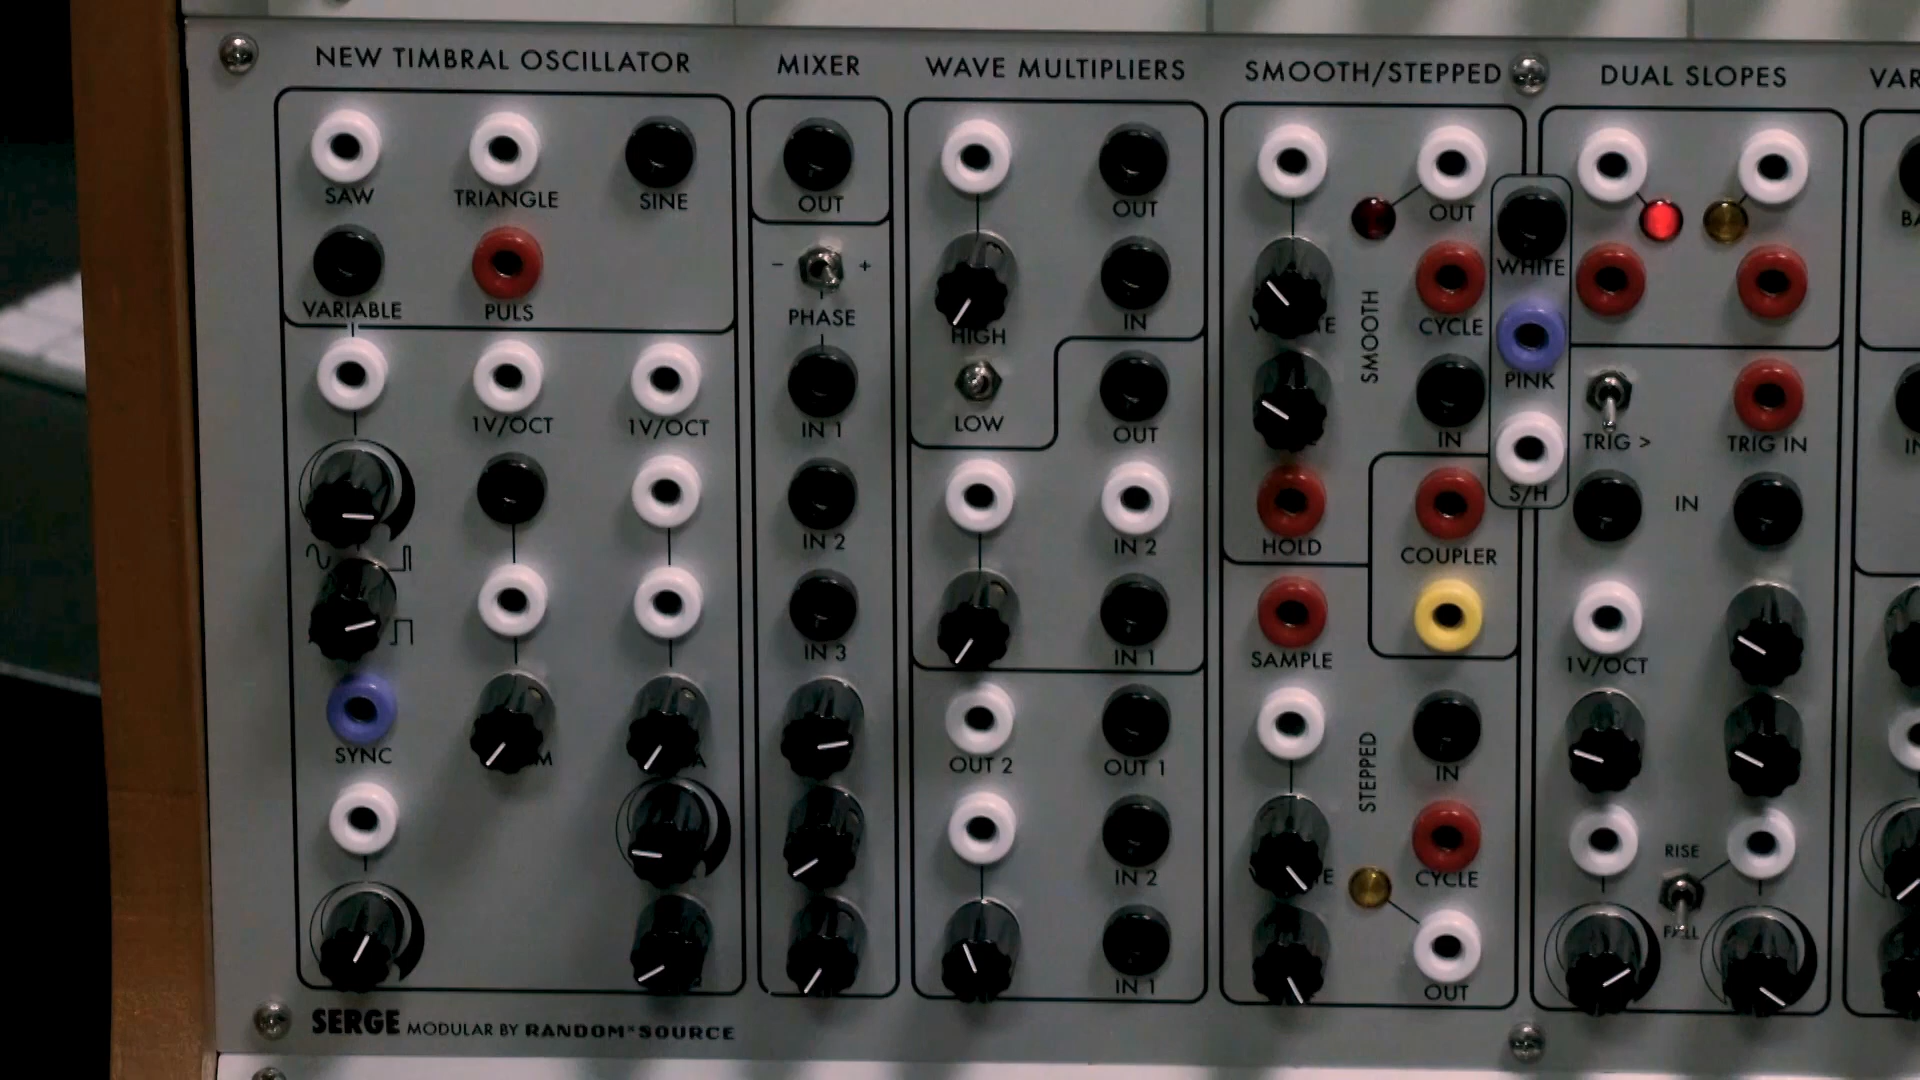 NEW TIMBRAL OSCILLATOR
SAW
TRIANGLE
SINE
VARIABLE
PULS
1V/OCT
1V/OCT
SYNC
MIXER
OUT
− +
PHASE
IN 1
IN 2
IN 3
WAVE MULTIPLIERS
OUT
IN
HIGH
LOW
OUT
IN 2
IN 1
OUT 2
OUT 1
IN 2
IN 1
SMOOTH/STEPPED
OUT
SMOOTH
CYCLE
IN
HOLD
COUPLER
SAMPLE
STEPPED
IN
CYCLE
OUT
WHITE
PINK
S/H
DUAL SLOPES
TRIG >
TRIG IN
IN
1V/OCT
RISE
FALL
SERGE MODULAR BY RANDOM*SOURCE